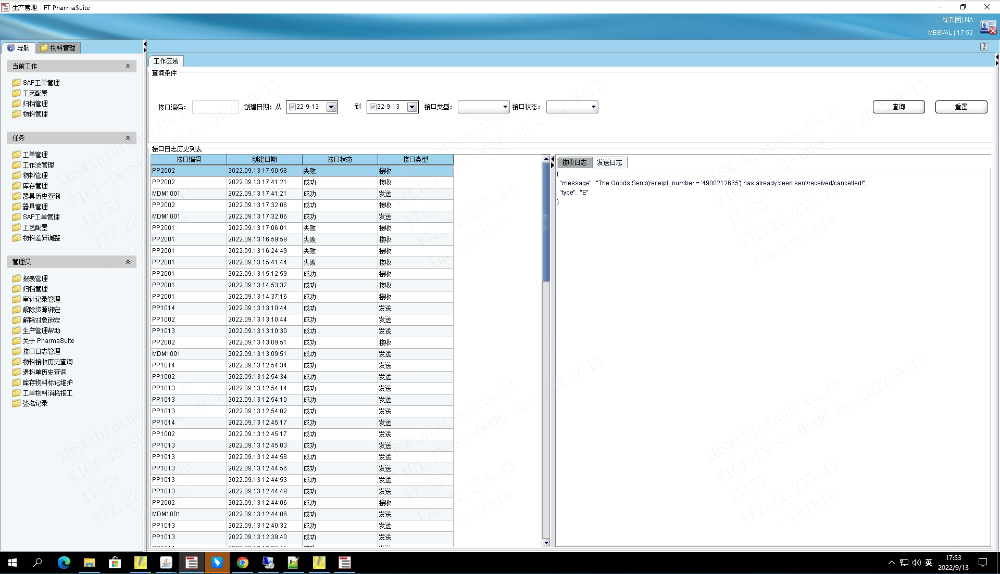 生产管理 - FT PharmaSuite
---徐兵团| NA
MESVAL | 17:52
导航
物料管理
当前工作
SAP工单管理
工艺配置
归档管理
物料管理
任务
工单管理
工作流管理
物料管理
库存管理
器具历史查询
器具管理
SAP工单管理
工艺配置
物料差异调整
管理员
报表管理
归档管理
审计记录管理
解除资源绑定
解除对象锁定
生产管理帮助
关于 PharmaSuite
接口日志管理
物料接收历史查询
退料单历史查询
库存物料标记维护
工单物料消耗报工
签名记录
工作区域
查询条件
接口编码: 创建日期: 从 22-9-13 到 22-9-13 接口类型: 接口状态: 查询 重置
接口日志历史列表
接口编码 创建日期 接口状态 接口类型
PP2002 2022.09.13 17:50:58 失败 接收
PP2002 2022.09.13 17:41:21 成功 接收
MDM1001 2022.09.13 17:41:21 成功 发送
PP2002 2022.09.13 17:32:06 成功 接收
MDM1001 2022.09.13 17:32:06 成功 发送
PP2001 2022.09.13 17:06:01 失败 接收
PP2001 2022.09.13 16:59:59 失败 接收
PP2001 2022.09.13 16:24:49 失败 接收
PP2001 2022.09.13 15:41:44 失败 接收
PP2001 2022.09.13 15:12:59 成功 接收
PP2001 2022.09.13 14:53:37 成功 接收
PP2001 2022.09.13 14:37:16 成功 接收
PP1014 2022.09.13 13:10:44 成功 发送
PP1002 2022.09.13 13:10:44 成功 发送
PP1013 2022.09.13 13:10:30 成功 发送
PP2002 2022.09.13 13:09:51 成功 接收
MDM1001 2022.09.13 13:09:51 成功 发送
PP1014 2022.09.13 12:54:34 成功 发送
PP1002 2022.09.13 12:54:34 成功 发送
PP1013 2022.09.13 12:54:14 成功 发送
PP1013 2022.09.13 12:54:10 成功 发送
PP1013 2022.09.13 12:54:02 成功 发送
PP1014 2022.09.13 12:45:17 成功 发送
PP1002 2022.09.13 12:45:17 成功 发送
PP1013 2022.09.13 12:45:03 成功 发送
PP1013 2022.09.13 12:44:58 成功 发送
PP1013 2022.09.13 12:44:56 成功 发送
PP1013 2022.09.13 12:44:53 成功 发送
PP1013 2022.09.13 12:44:49 成功 发送
PP2002 2022.09.13 12:44:06 成功 接收
MDM1001 2022.09.13 12:44:06 成功 发送
PP1013 2022.09.13 12:40:32 成功 发送
PP1013 2022.09.13 12:39:40 成功 发送
接收日志 发送日志
{
"message" : "The Goods Send(receipt_number = '4900212665') has already been sent/received/cancelled!",
"type" : "E"
}
XDSW\bintuan.xu.it
V1C1-IN-SU-0006 on 2022/9/13
17:53
172.22.255.43
Innoventbio
英
17:53
2022/9/13